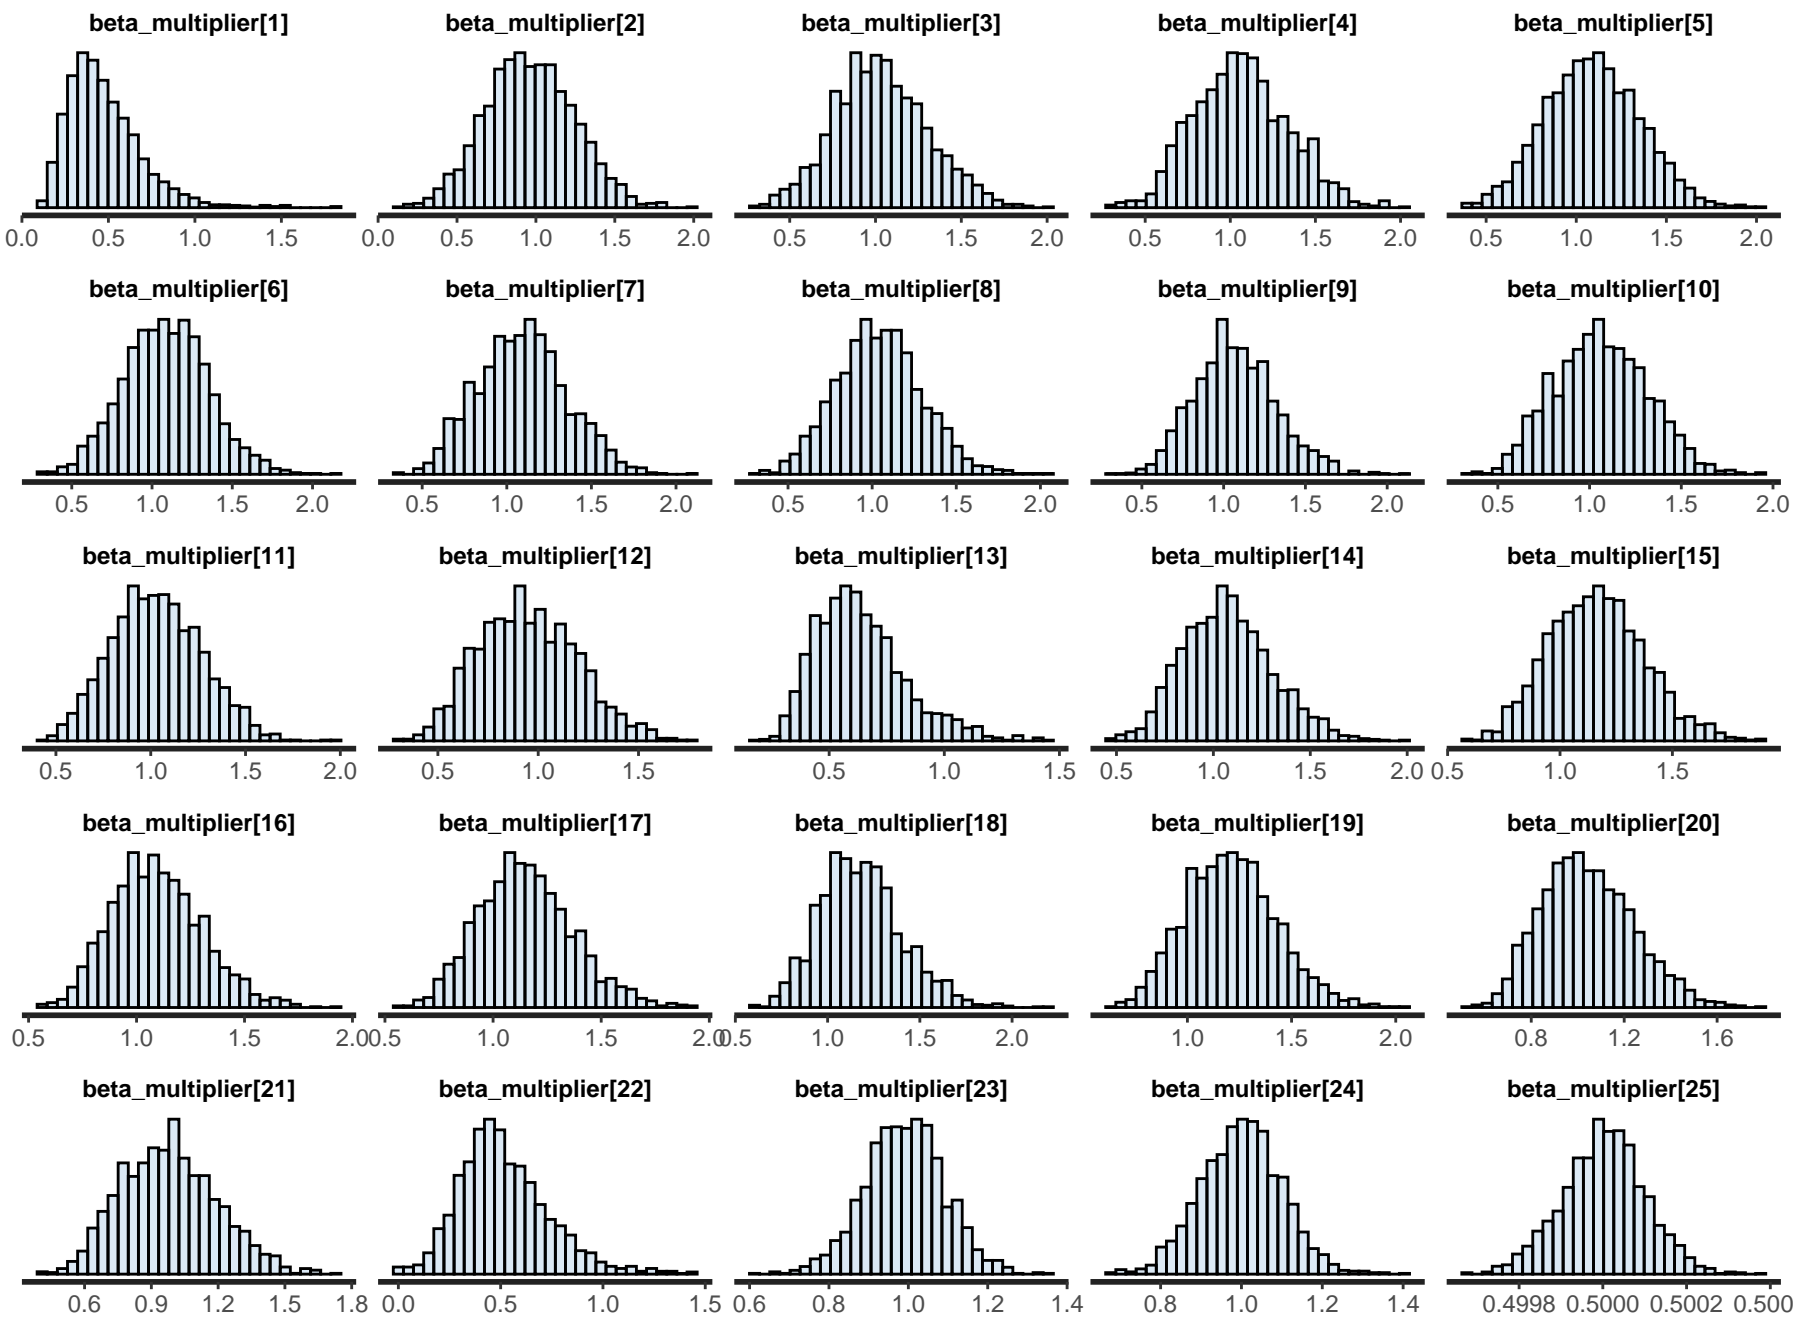 beta_multiplier[1] beta_multiplier[2] beta_multiplier[3] beta_multiplier[4] beta_multiplier[5]
0.0 0.5 1.0 1.5 0.0 0.5 1.0 1.5 2.0 0.5 1.0 1.5 2.0 0.5 1.0 1.5 2.0 0.5 1.0 1.5 2.0
beta_multiplier[6] beta_multiplier[7] beta_multiplier[8] beta_multiplier[9] beta_multiplier[10]
0.5 1.0 1.5 2.0 0.5 1.0 1.5 2.0 0.5 1.0 1.5 2.0 0.5 1.0 1.5 2.0 0.5 1.0 1.5 2.0
beta_multiplier[11] beta_multiplier[12] beta_multiplier[13] beta_multiplier[14] beta_multiplier[15]
0.5 1.0 1.5 2.0 0.5 1.0 1.5 0.5 1.0 1.5 0.5 1.0 1.5 2.0 0.5 1.0 1.5
beta_multiplier[16] beta_multiplier[17] beta_multiplier[18] beta_multiplier[19] beta_multiplier[20]
0.5 1.0 1.5 2.0 0.5 1.0 1.5 2.0 0.5 1.0 1.5 2.0 1.0 1.5 2.0 0.8 1.2 1.6
beta_multiplier[21] beta_multiplier[22] beta_multiplier[23] beta_multiplier[24] beta_multiplier[25]
0.6 0.9 1.2 1.5 1.8 0.0 0.5 1.0 1.5 0.6 0.8 1.0 1.2 1.4 0.8 1.0 1.2 1.4 0.4998 0.5000 0.5002 0.500